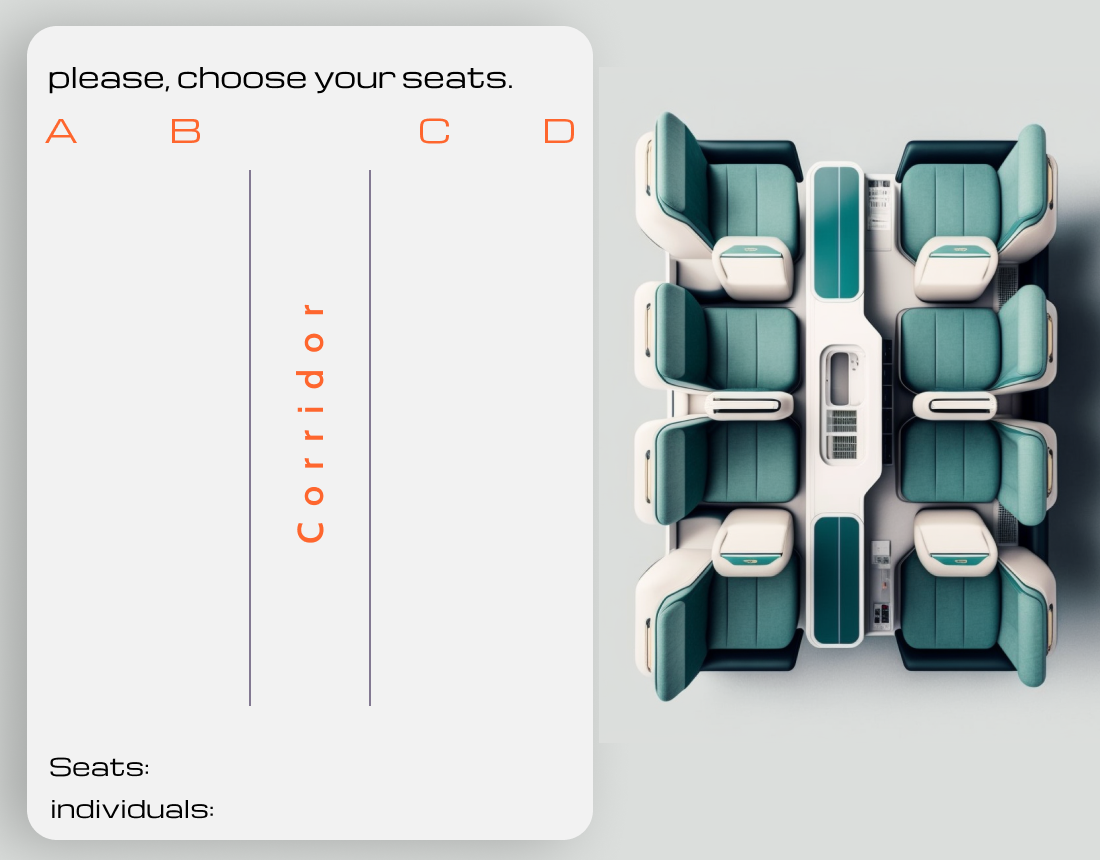 please, choose your seats.
A B C D
Corridor
Seats:
individuals: